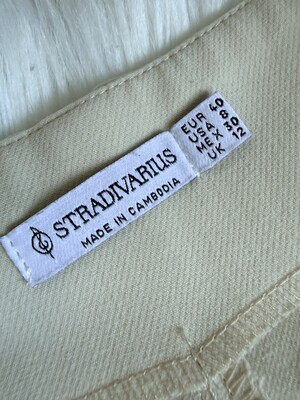 STRADIVARIUS
MADE IN CAMBODIA
EUR 40
USA 8
MEX 30
UK 12